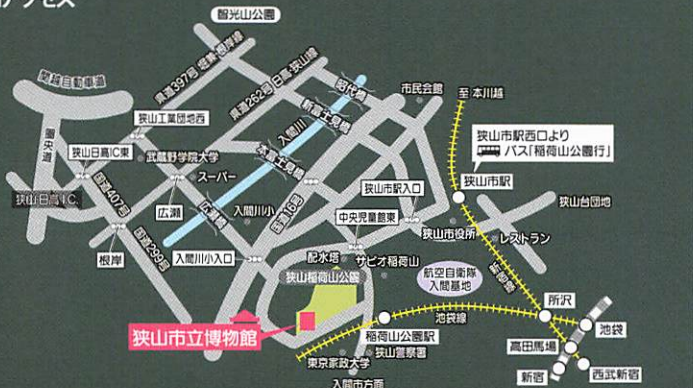 アクセス
智光山公園
圏央自動車道
県道397号 堀兼 根岸線
県道262号 日高・狭山線
昭代橋
新富士見橋
市民会館
至 本川越
狭山工業団地西
入間川
狭山市駅西口より
バス「稲荷山公園行」
圏央道
狭山日高IC東
武蔵野学院大学
スーパー
本富士見橋
狭山市駅入口
狭山市駅
狭山日高I.C.
国道407号
広瀬
広瀬橋
入間川小
国道16号
中央児童館東
狭山台団地
狭山市役所
レストラン
根岸
国道299号
入間川小入口
配水塔
サピオ稲荷山
新宿線
狭山稲荷山公園
航空自衛隊
入間基地
所沢
狭山市立博物館
池袋線
池袋
稲荷山公園駅
高田馬場
狭山警察署
東京家政大学
新宿
西武新宿
入間市方面